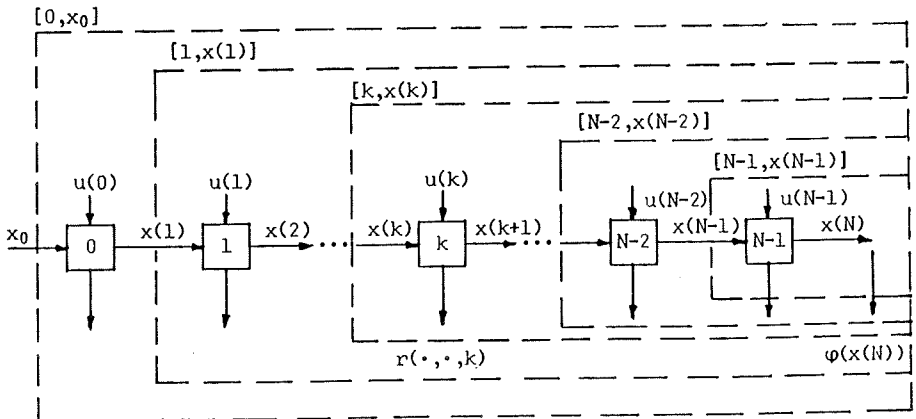 [0,x₀]
[1,x(1)]
[k,x(k)]
[N-2,x(N-2)]
[N-1,x(N-1)]
u(0) u(1) u(k) u(N-2) u(N-1)
x₀ 0 x(1) 1 x(2) ... x(k) k x(k+1) ... N-2 x(N-1) N-1 x(N)
r(·,·,k) φ(x(N))